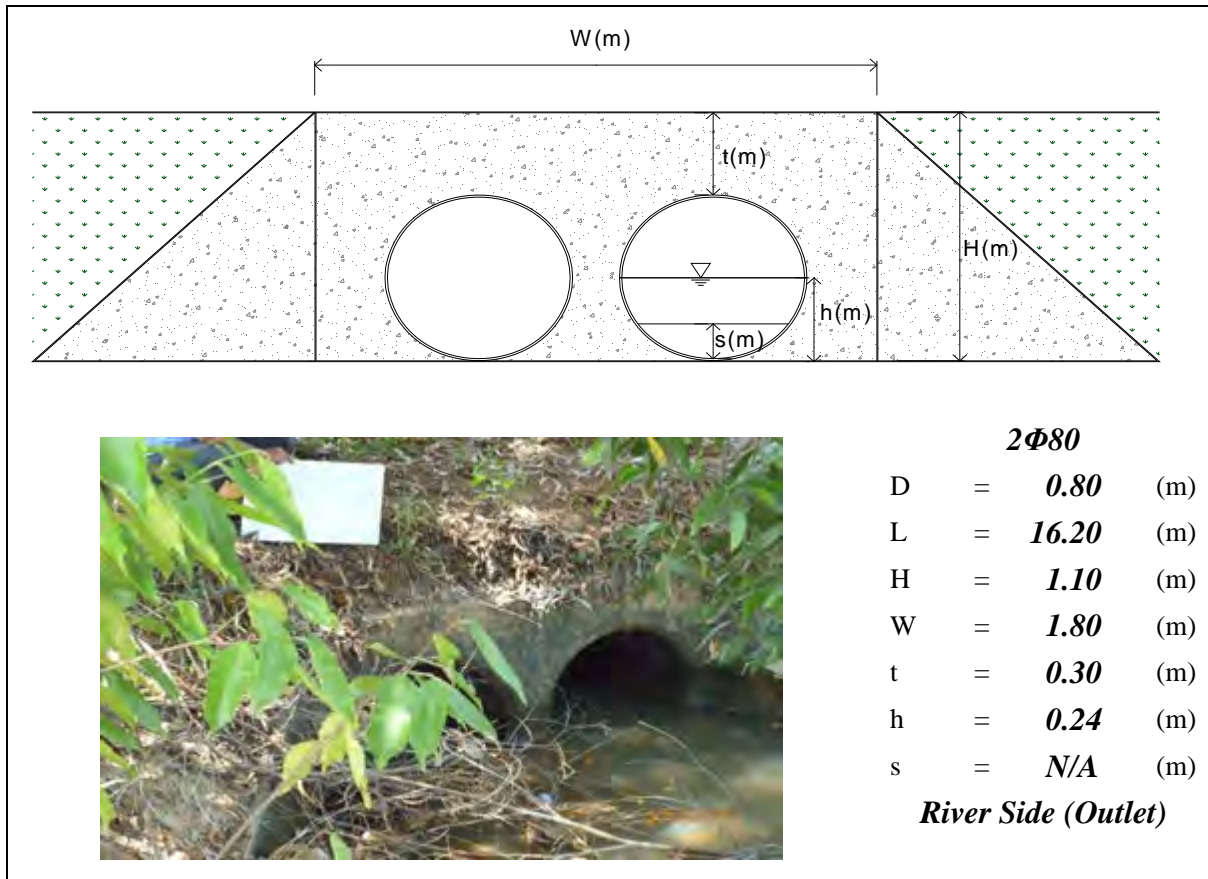 W(m)
t(m)
H(m)
h(m)
s(m)
2Φ80
D = 0.80 (m)
L = 16.20 (m)
H = 1.10 (m)
W = 1.80 (m)
t = 0.30 (m)
h = 0.24 (m)
s = N/A (m)
River Side (Outlet)